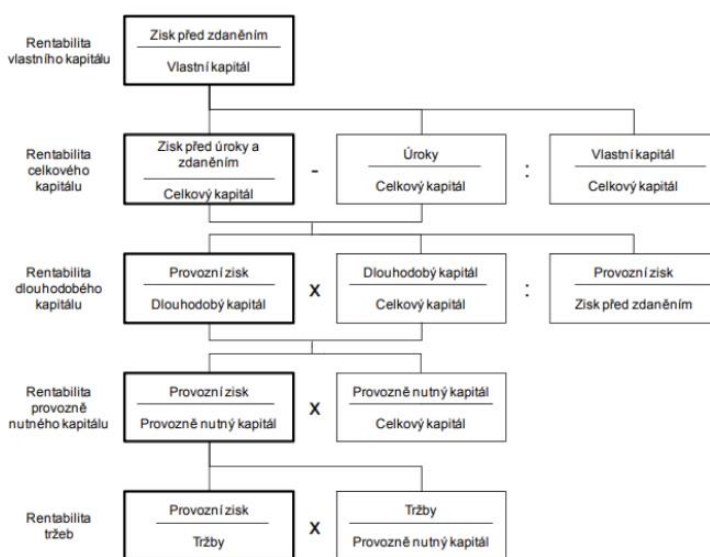 Rentabilita
vlastního kapitálu
Zisk před zdaněním
Vlastní kapitál
Rentabilita
celkového
kapitálu
Zisk před úroky a
zdaněním
Celkový kapitál
-
Úroky
Celkový kapitál
:
Vlastní kapitál
Celkový kapitál
Rentabilita
dlouhodobého
kapitálu
Provozní zisk
Dlouhodobý kapitál
x
Dlouhodobý kapitál
Celkový kapitál
:
Provozní zisk
Zisk před zdaněním
Rentabilita
provozně
nutného kapitálu
Provozní zisk
Provozně nutný kapitál
x
Provozně nutný kapitál
Celkový kapitál
Rentabilita
tržeb
Provozní zisk
Tržby
x
Tržby
Provozně nutný kapitál